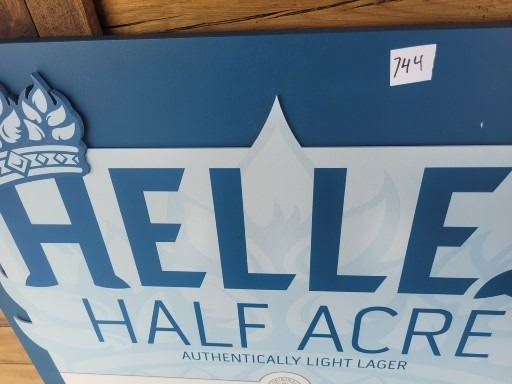 744
HELLE
HALF ACRE
AUTHENTICALLY LIGHT LAGER